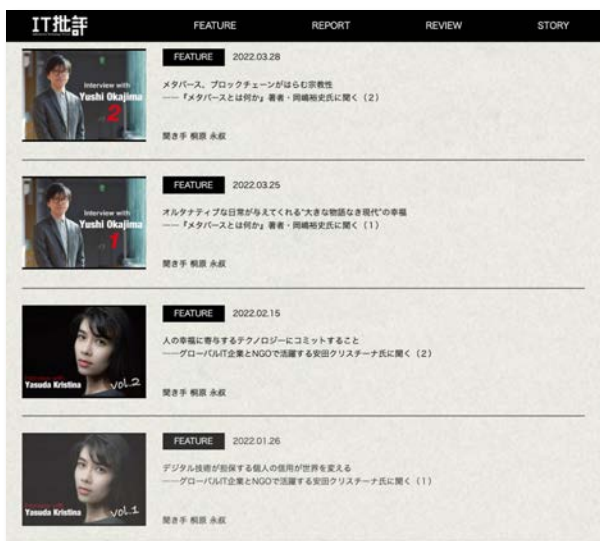 IT批評
FEATURE REPORT REVIEW STORY
Interview with
Yushi Okajima
2
FEATURE 2022.03.28
メタバース、ブロックチェーンがはらむ宗教性
──『メタバースとは何か』著者・岡嶋裕史氏に聞く（2）
聞き手 桐原 永叔
Interview with
Yushi Okajima
1
FEATURE 2022.03.25
オルタナティブな日常が与えてくれる“大きな物語なき現代”の幸福
──『メタバースとは何か』著者・岡嶋裕史氏に聞く（1）
聞き手 桐原 永叔
Yasuda Kristina
vol.2
FEATURE 2022.02.15
人の幸福に寄与するテクノロジーにコミットすること
──グローバルIT企業とNGOで活躍する安田クリスチーナ氏に聞く（2）
聞き手 桐原 永叔
Yasuda Kristina
vol.1
FEATURE 2022.01.26
デジタル技術が担保する個人の信用が世界を変える
──グローバルIT企業とNGOで活躍する安田クリスチーナ氏に聞く（1）
聞き手 桐原 永叔